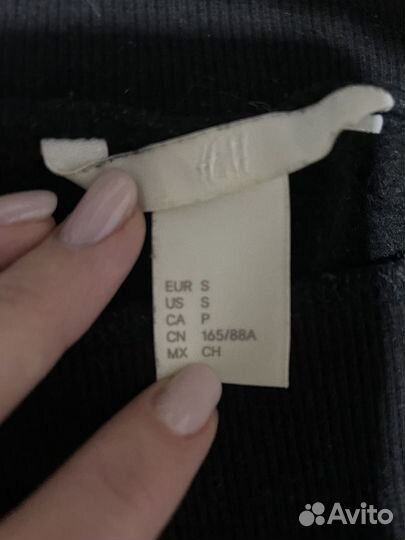 H&M
EUR S
US S
CA P
CN 165/88A
MX CH
Avito